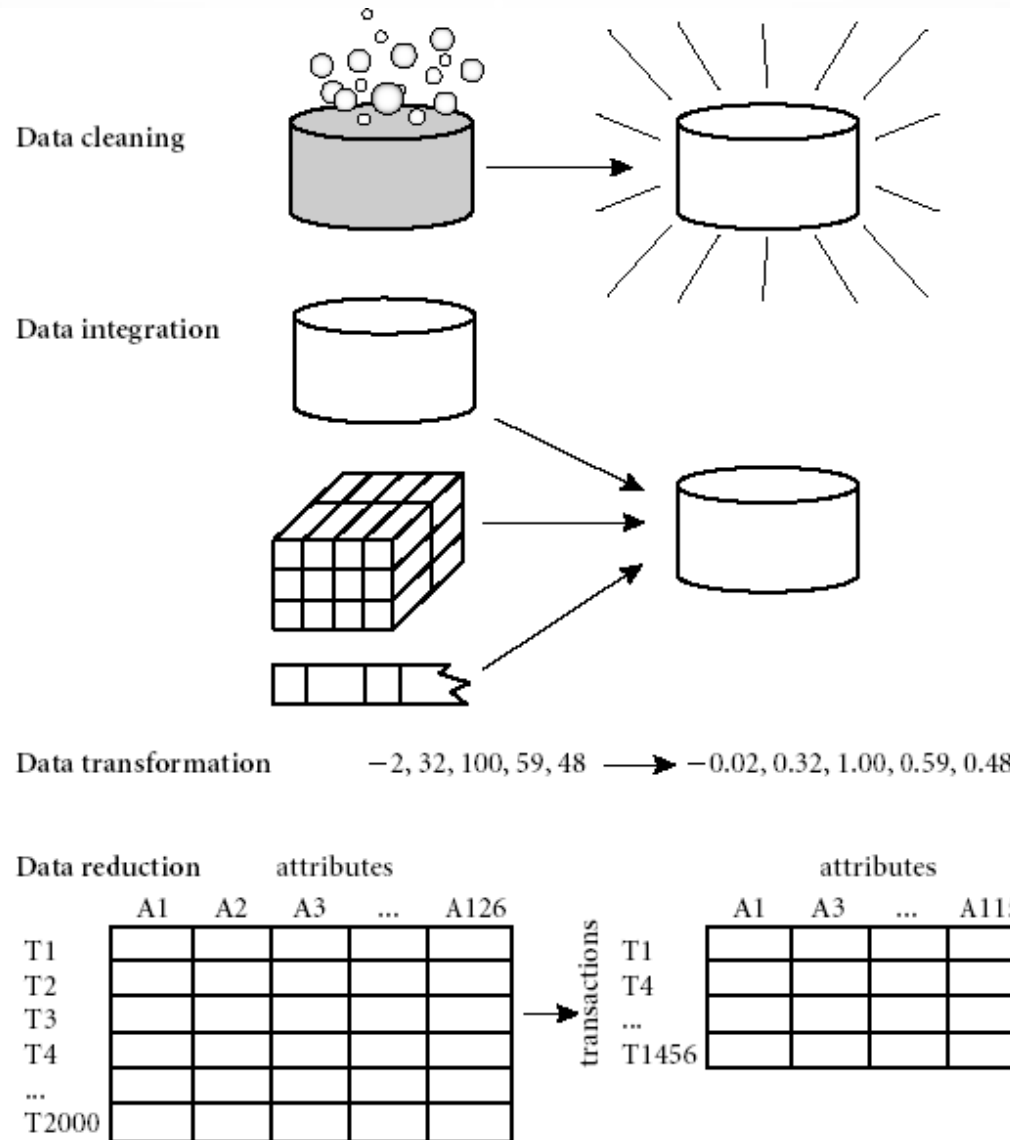 Data cleaning
Data integration
Data transformation −2, 32, 100, 59, 48 −0.02, 0.32, 1.00, 0.59, 0.48
Data reduction attributes attributes
A1 A2 A3 ... A126 A1 A3 ... A115
transactions
T1 T1
T2 T4
T3 ...
T4 T1456
...
T2000